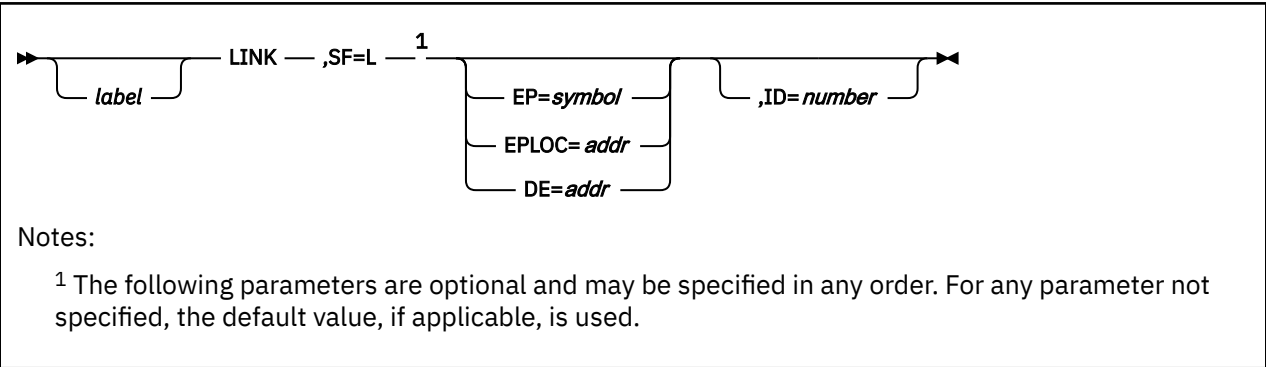 label LINK ,SF=L 1
EP=symbol
EPLOC= addr
DE=addr
,ID= number
Notes:
1 The following parameters are optional and may be specified in any order. For any parameter not
specified, the default value, if applicable, is used.